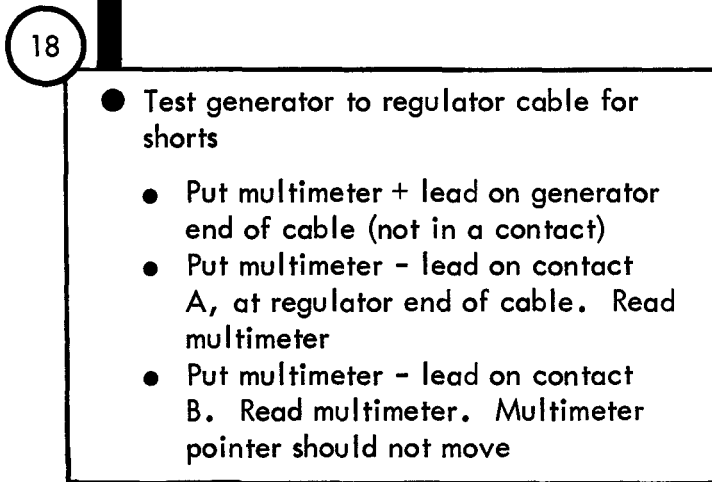 18
● Test generator to regulator cable for
shorts
● Put multimeter + lead on generator
end of cable (not in a contact)
● Put multimeter - lead on contact
A, at regulator end of cable. Read
multimeter
● Put multimeter - lead on contact
B. Read multimeter. Multimeter
pointer should not move